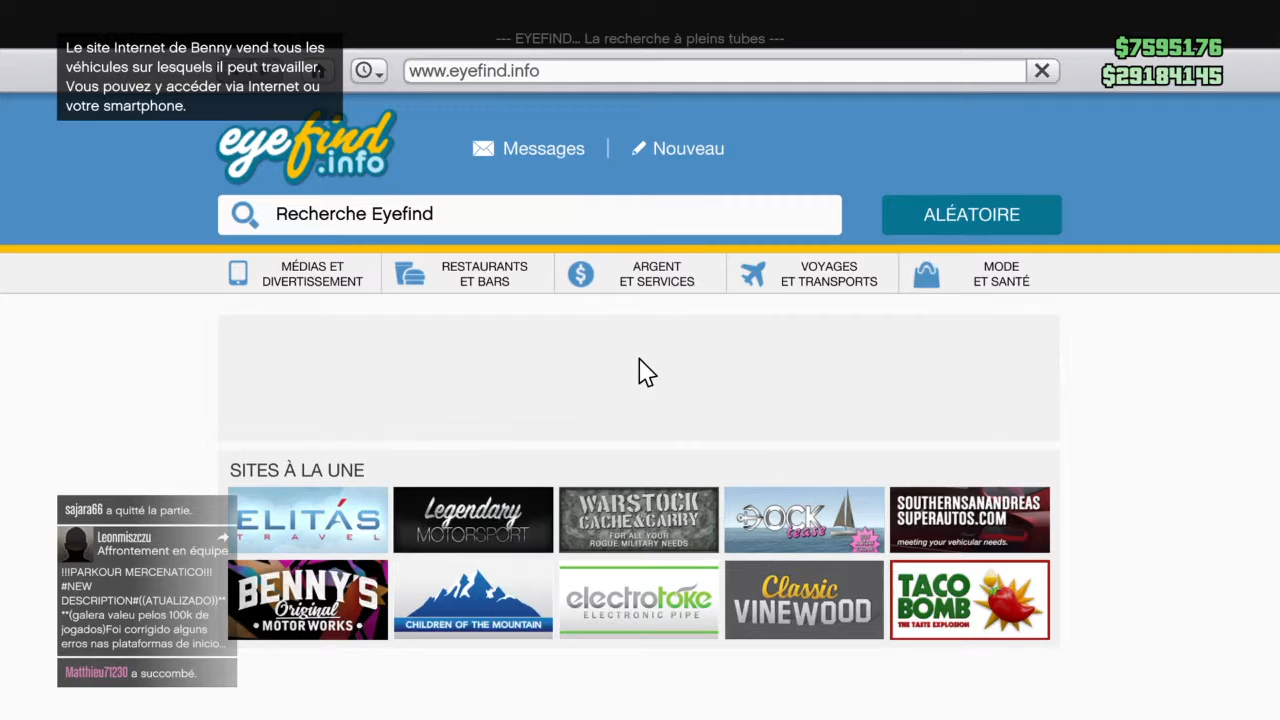 --- EYEFIND... La recherche à pleins tubes ---
Le site Internet de Benny vend tous les
véhicules sur lesquels il peut travailler.
Vous pouvez y accéder via Internet ou
votre smartphone.
www.eyefind.info
$7595176
$29184145
eyefind
.info
Messages
Nouveau
Recherche Eyefind
ALÉATOIRE
MÉDIAS ET
DIVERTISSEMENT
RESTAURANTS
ET BARS
ARGENT
ET SERVICES
VOYAGES
ET TRANSPORTS
MODE
ET SANTÉ
SITES À LA UNE
ELITÁS
TRAVEL
Legendary
MOTORSPORT
WARSTOCK
CACHE & CARRY
FOR ALL YOUR
ROGUE MILITARY NEEDS
DOCK
tease
SOUTHERNSANANDREAS
SUPERAUTOS.COM
meeting your vehicular needs.
BENNY'S
Original
• MOTOR WORKS •
CHILDREN OF THE MOUNTAIN
electrotoke
ELECTRONIC PIPE
Classic
VINEWOOD
TACO
BOMB
THE TASTE EXPLOSION
sajara66 a quitté la partie.
Leonmiszczu
Affrontement en équipe
!!!PARKOUR MERCENATICO!!!
#NEW
DESCRIPTION#((ATUALIZADO))**
**(galera valeu pelos 100k de
jogados)Foi corrigido alguns
erros nas plataformas de inicio...
Matthieu71230 a succombé.